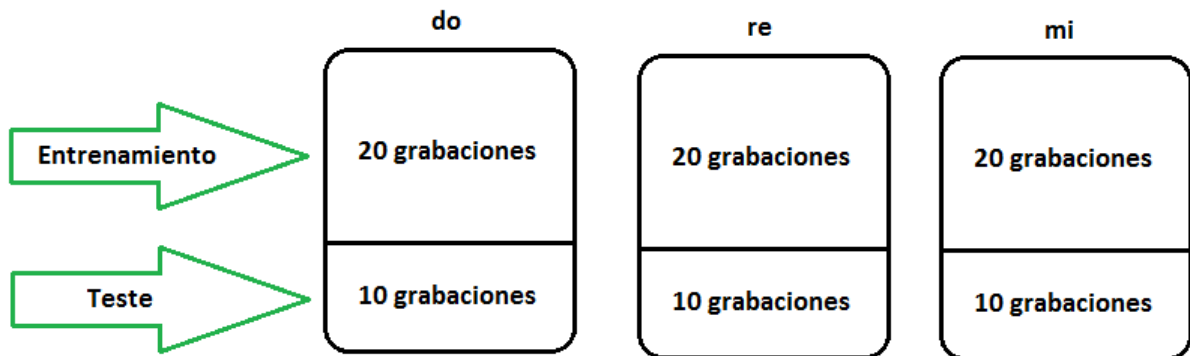 do re mi
Entrenamiento 20 grabaciones 20 grabaciones 20 grabaciones
Teste 10 grabaciones 10 grabaciones 10 grabaciones